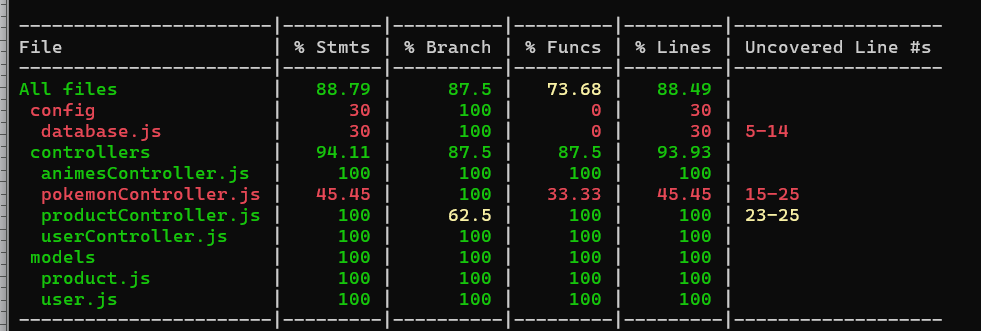 -----------------------|---------|----------|---------|---------|-------------------
File                   | % Stmts | % Branch | % Funcs | % Lines | Uncovered Line #s
-----------------------|---------|----------|---------|---------|-------------------
All files              |   88.79 |     87.5 |   73.68 |   88.49 |
 config                |      30 |      100 |       0 |      30 |
  database.js          |      30 |      100 |       0 |      30 | 5-14
 controllers           |   94.11 |     87.5 |    87.5 |   93.93 |
  animesController.js  |     100 |      100 |     100 |     100 |
  pokemonController.js |   45.45 |      100 |   33.33 |   45.45 | 15-25
  productController.js |     100 |     62.5 |     100 |     100 | 23-25
  userController.js    |     100 |      100 |     100 |     100 |
 models                |     100 |      100 |     100 |     100 |
  product.js           |     100 |      100 |     100 |     100 |
  user.js              |     100 |      100 |     100 |     100 |
-----------------------|---------|----------|---------|---------|-------------------